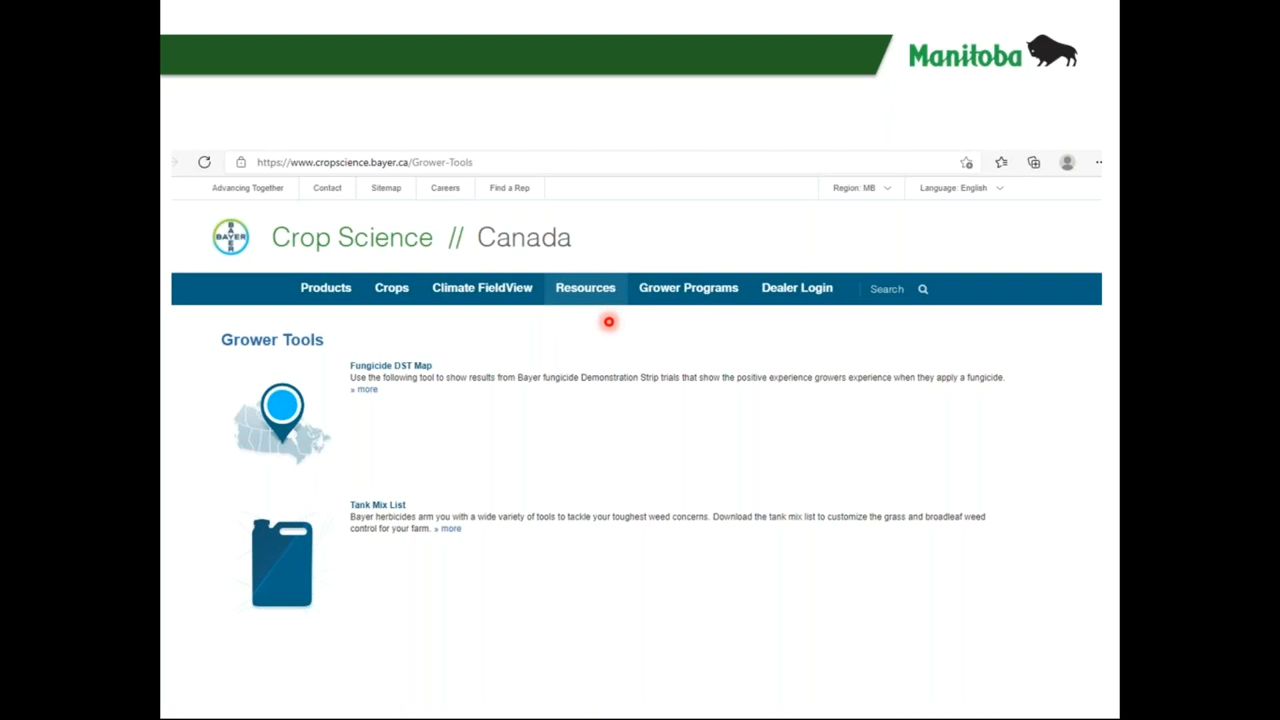 Manitoba
https://www.cropscience.bayer.ca/Grower-Tools
Advancing Together Contact Sitemap Careers Find a Rep Region: MB Language: English
BAYER
BAYER
Crop Science // Canada
Products Crops Climate FieldView Resources Grower Programs Dealer Login Search
Grower Tools
Fungicide DST Map
Use the following tool to show results from Bayer fungicide Demonstration Strip trials that show the positive experience growers experience when they apply a fungicide.
» more
Tank Mix List
Bayer herbicides arm you with a wide variety of tools to tackle your toughest weed concerns. Download the tank mix list to customize the grass and broadleaf weed
control for your farm. » more